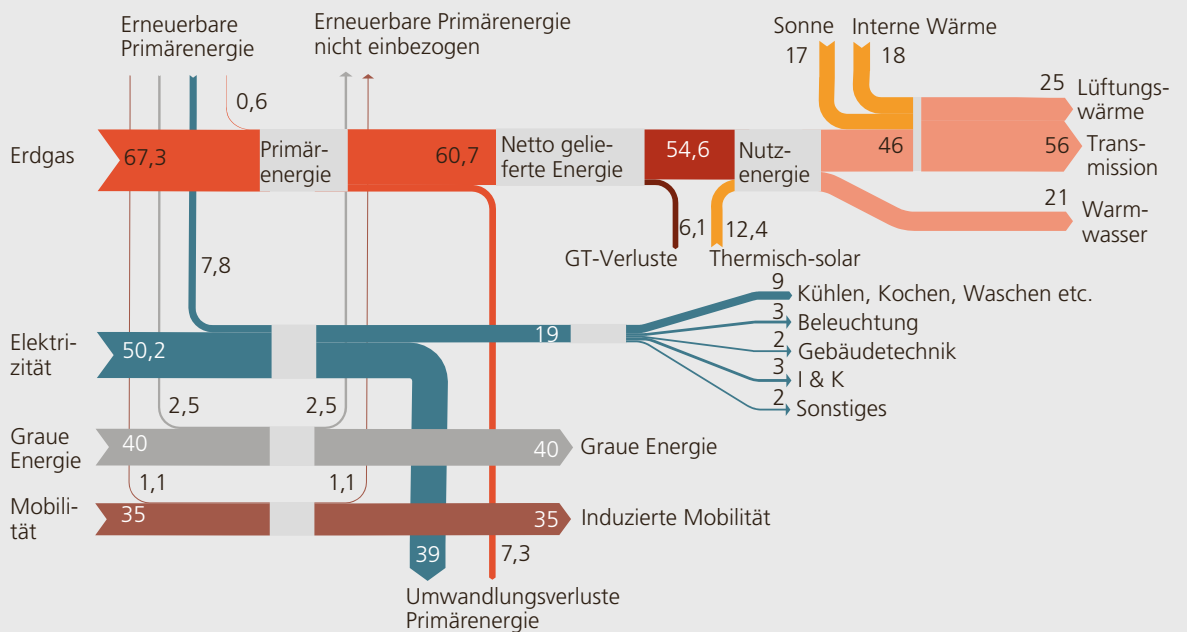 Erneuerbare
Primärenergie
Erneuerbare Primärenergie
nicht einbezogen
Sonne
17
Interne Wärme
18
0,6
25
Lüftungs-
wärme
Erdgas
67,3
Primär-
energie
60,7
Netto gelie-
ferte Energie
54,6
Nutz-
energie
46
56
Trans-
mission
21
Warm-
wasser
6,1
12,4
GT-Verluste
Thermisch-solar
7,8
9
Kühlen, Kochen, Waschen etc.
3
Beleuchtung
2
Gebäudetechnik
3
I & K
2
Sonstiges
Elektri-
zität
50,2
19
2,5
2,5
Graue
Energie
40
40
Graue Energie
1,1
1,1
Mobili-
tät
35
35
Induzierte Mobilität
39
7,3
Umwandlungsverluste
Primärenergie